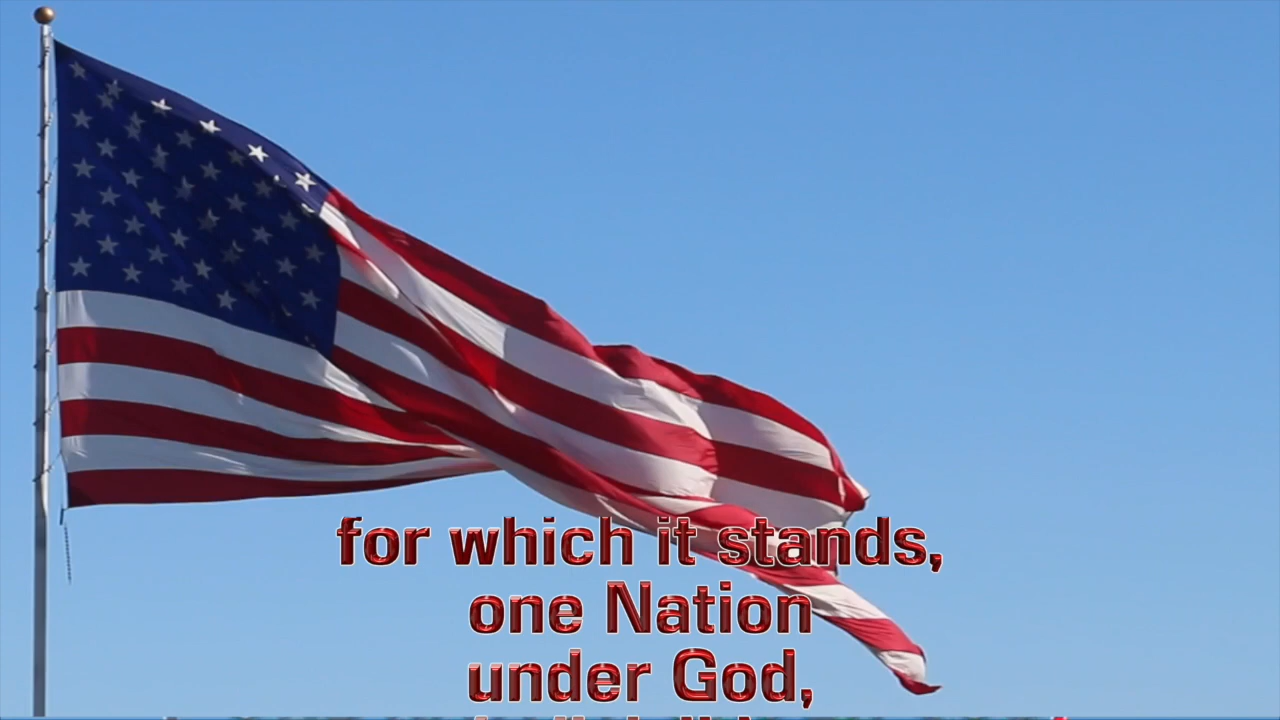 for which it stands,
one Nation
under God,